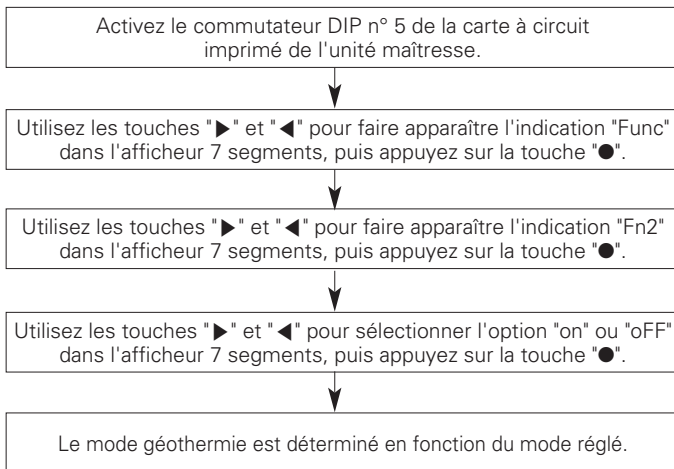 Activez le commutateur DIP n° 5 de la carte à circuit
imprimé de l'unité maîtresse.
Utilisez les touches "▶" et "◀" pour faire apparaître l'indication "Func"
dans l'afficheur 7 segments, puis appuyez sur la touche "●".
Utilisez les touches "▶" et "◀" pour faire apparaître l'indication "Fn2"
dans l'afficheur 7 segments, puis appuyez sur la touche "●".
Utilisez les touches "▶" et "◀" pour sélectionner l'option "on" ou "oFF"
dans l'afficheur 7 segments, puis appuyez sur la touche "●".
Le mode géothermie est déterminé en fonction du mode réglé.